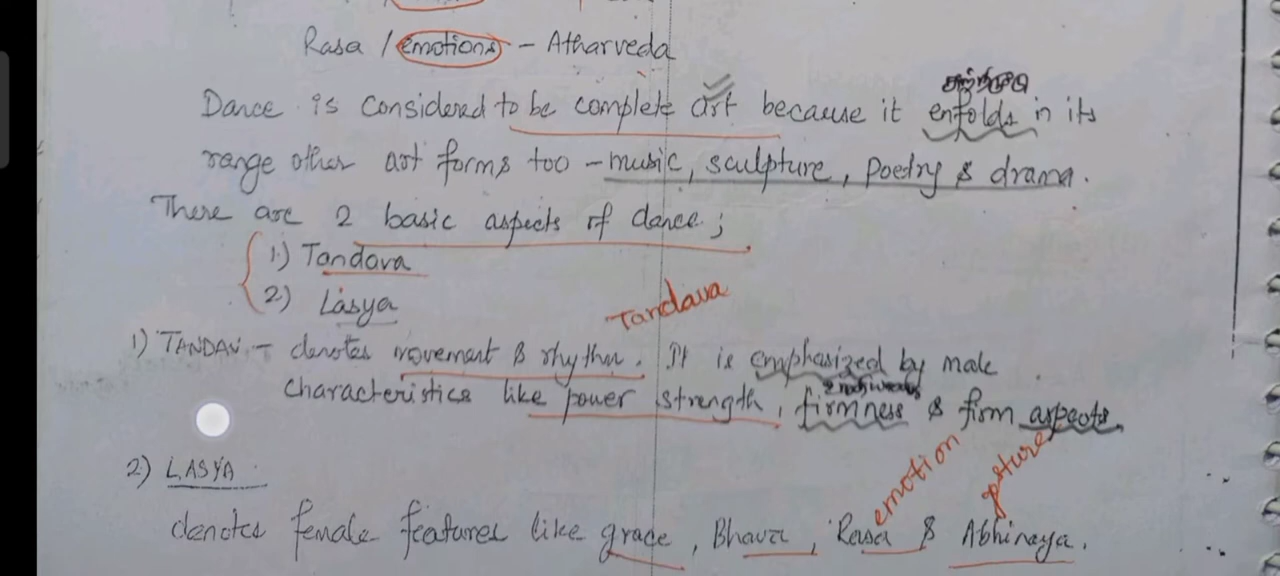 Rasa / emotions - Atharveda
Dance is considered to be complete art because it enfolds in its
range other art forms too - music, sculpture, poetry & drama.
There are 2 basic aspects of dance;
1.) Tandava
2.) Lasya
Tandava
1) TANDAV - denotes movement & rhythm. It is emphasized by male
characteristics like power strength, firmness & firm aspects.
2) LASYA
emotion
denotes female features like grace, Bhava, Rasa & Abhinaya.